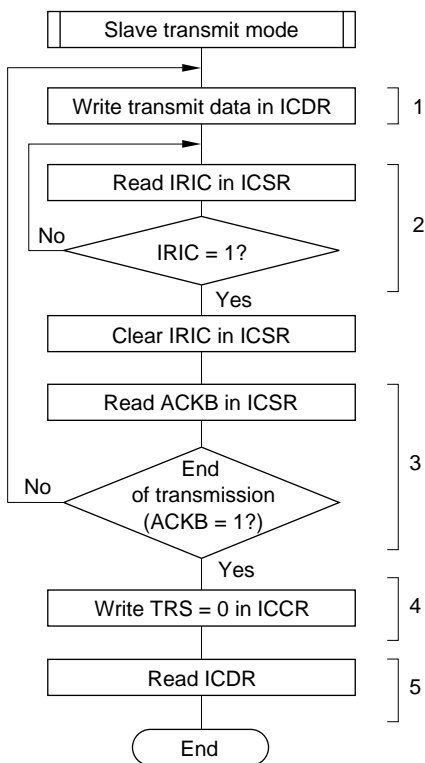 Slave transmit mode
Write transmit data in ICDR
1
Read IRIC in ICSR
2
No
IRIC = 1?
Yes
Clear IRIC in ICSR
Read ACKB in ICSR
3
End
No
of transmission
(ACKB = 1?)
Yes
Write TRS = 0 in ICCR
4
Read ICDR
5
End